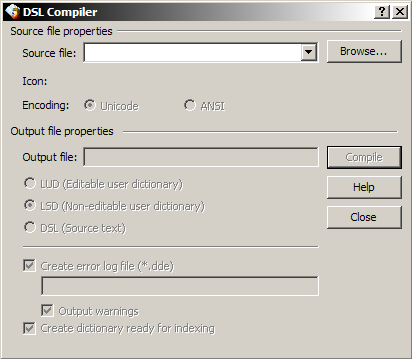 DSL Compiler
Source file properties
Source file:
Browse...
Icon:
Encoding: Unicode ANSI
Output file properties
Output file:
Compile
LUD (Editable user dictionary)
Help
LSD (Non-editable user dictionary)
Close
DSL (Source text)
Create error log file (*.dde)
Output warnings
Create dictionary ready for indexing